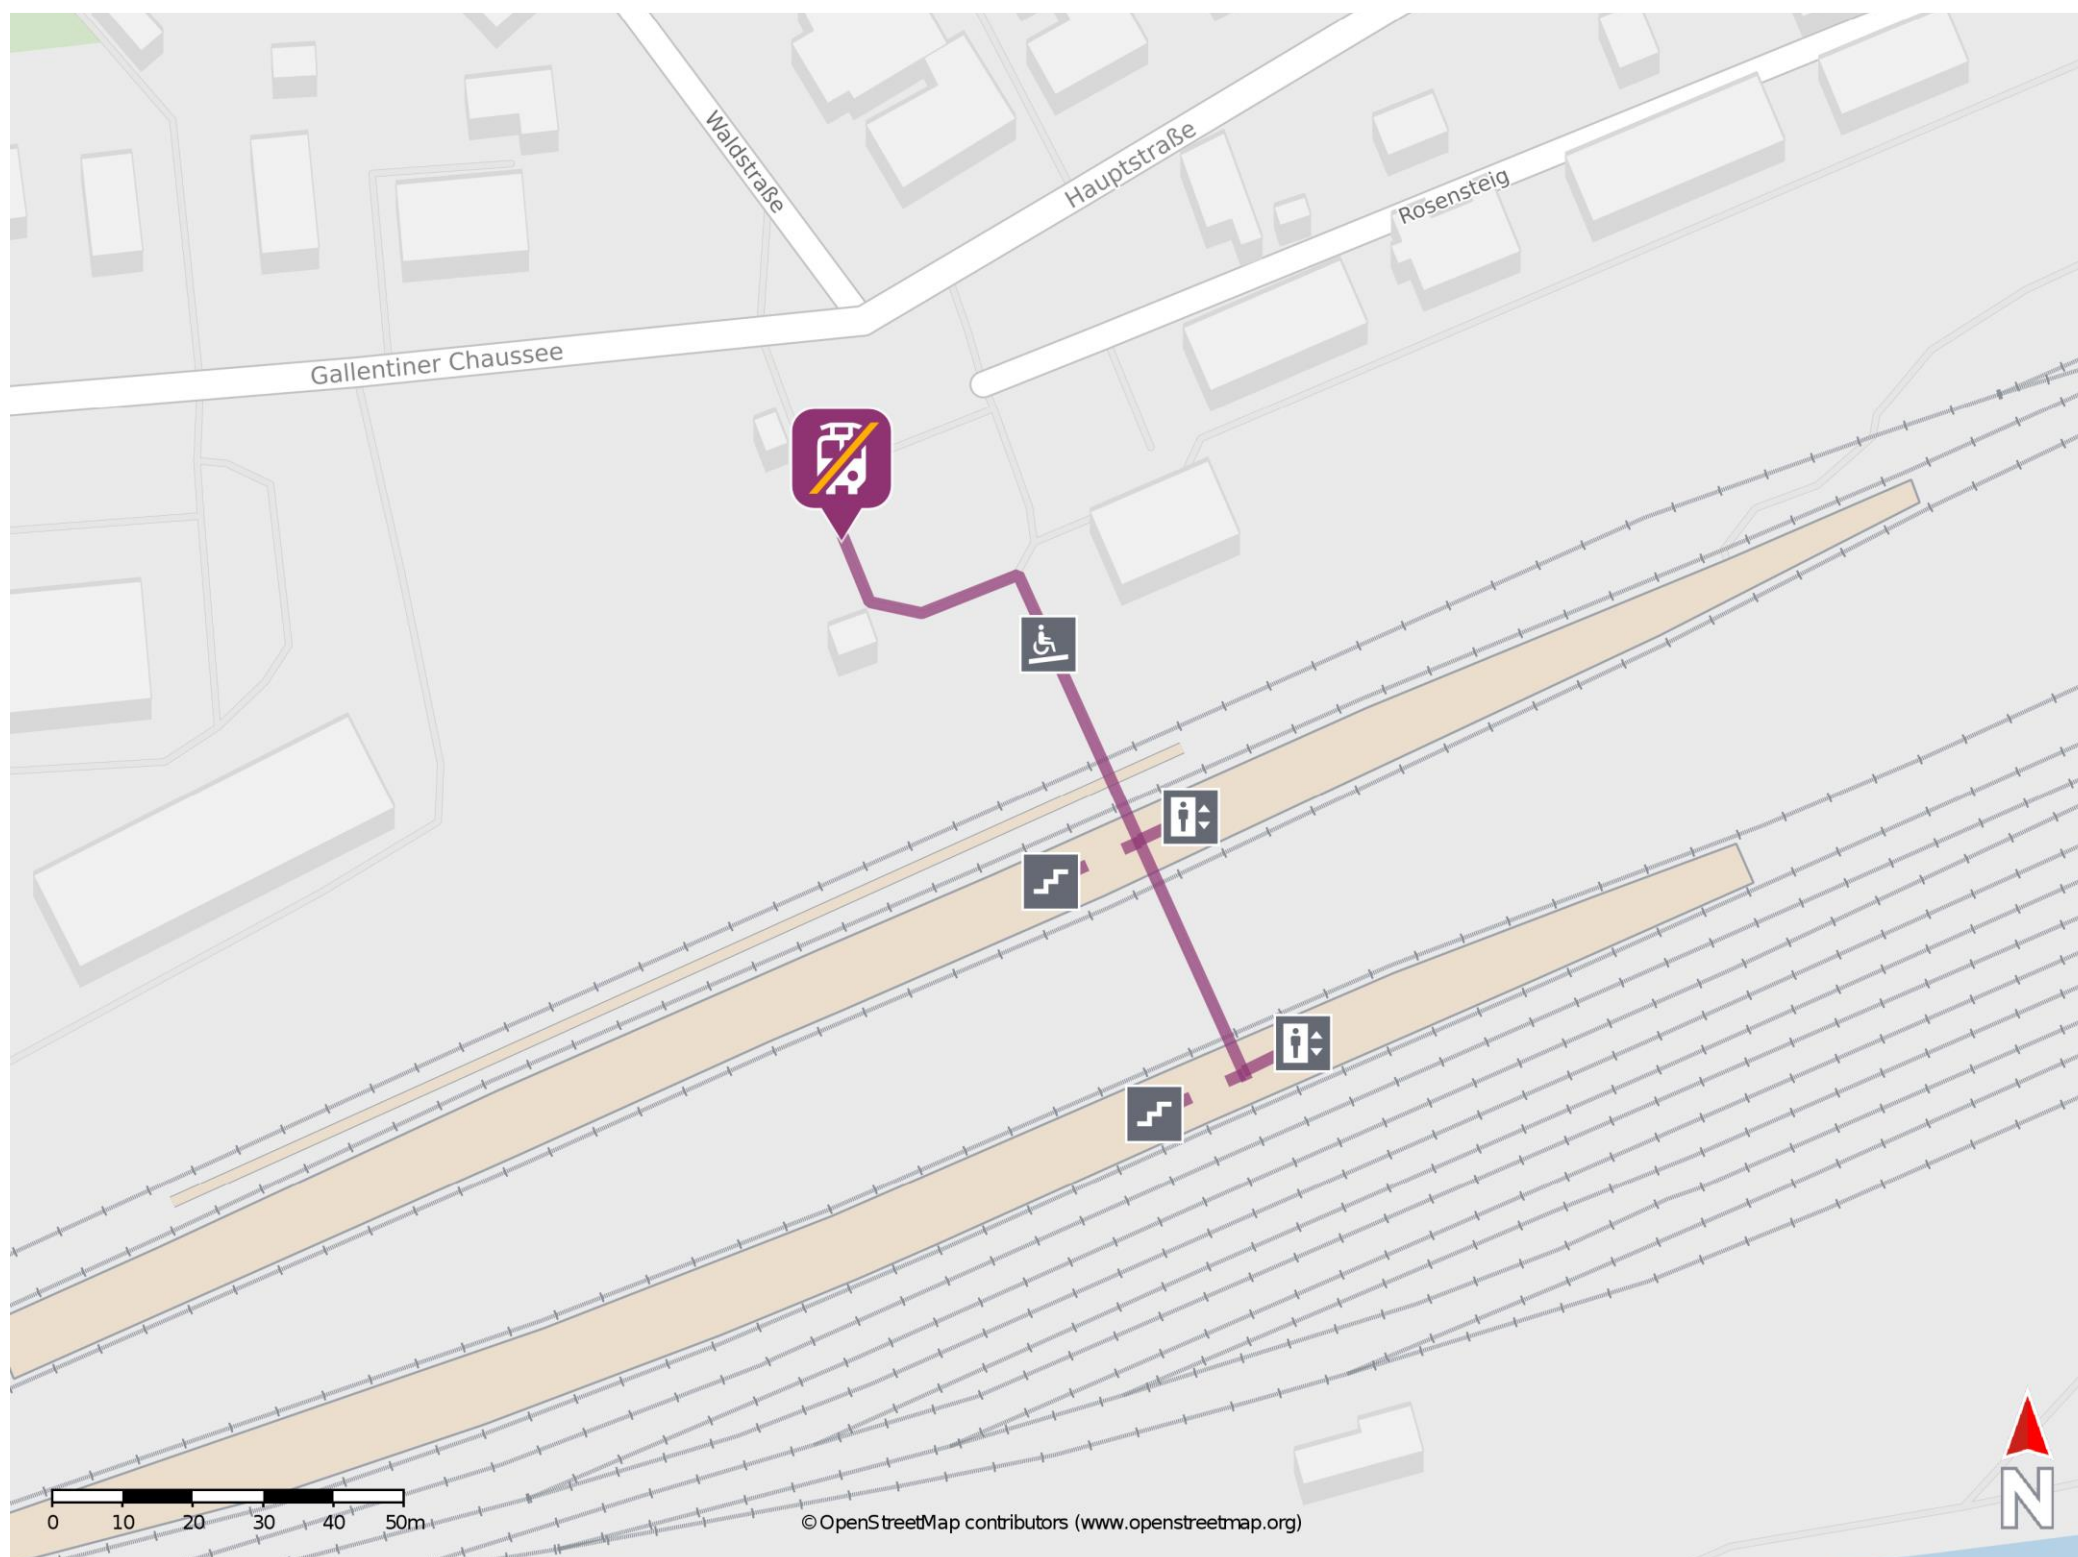 Waldstraße
Hauptstraße
Rosensteig
Gallentiner Chaussee
0 10 20 30 40 50m
© OpenStreetMap contributors (www.openstreetmap.org)
N